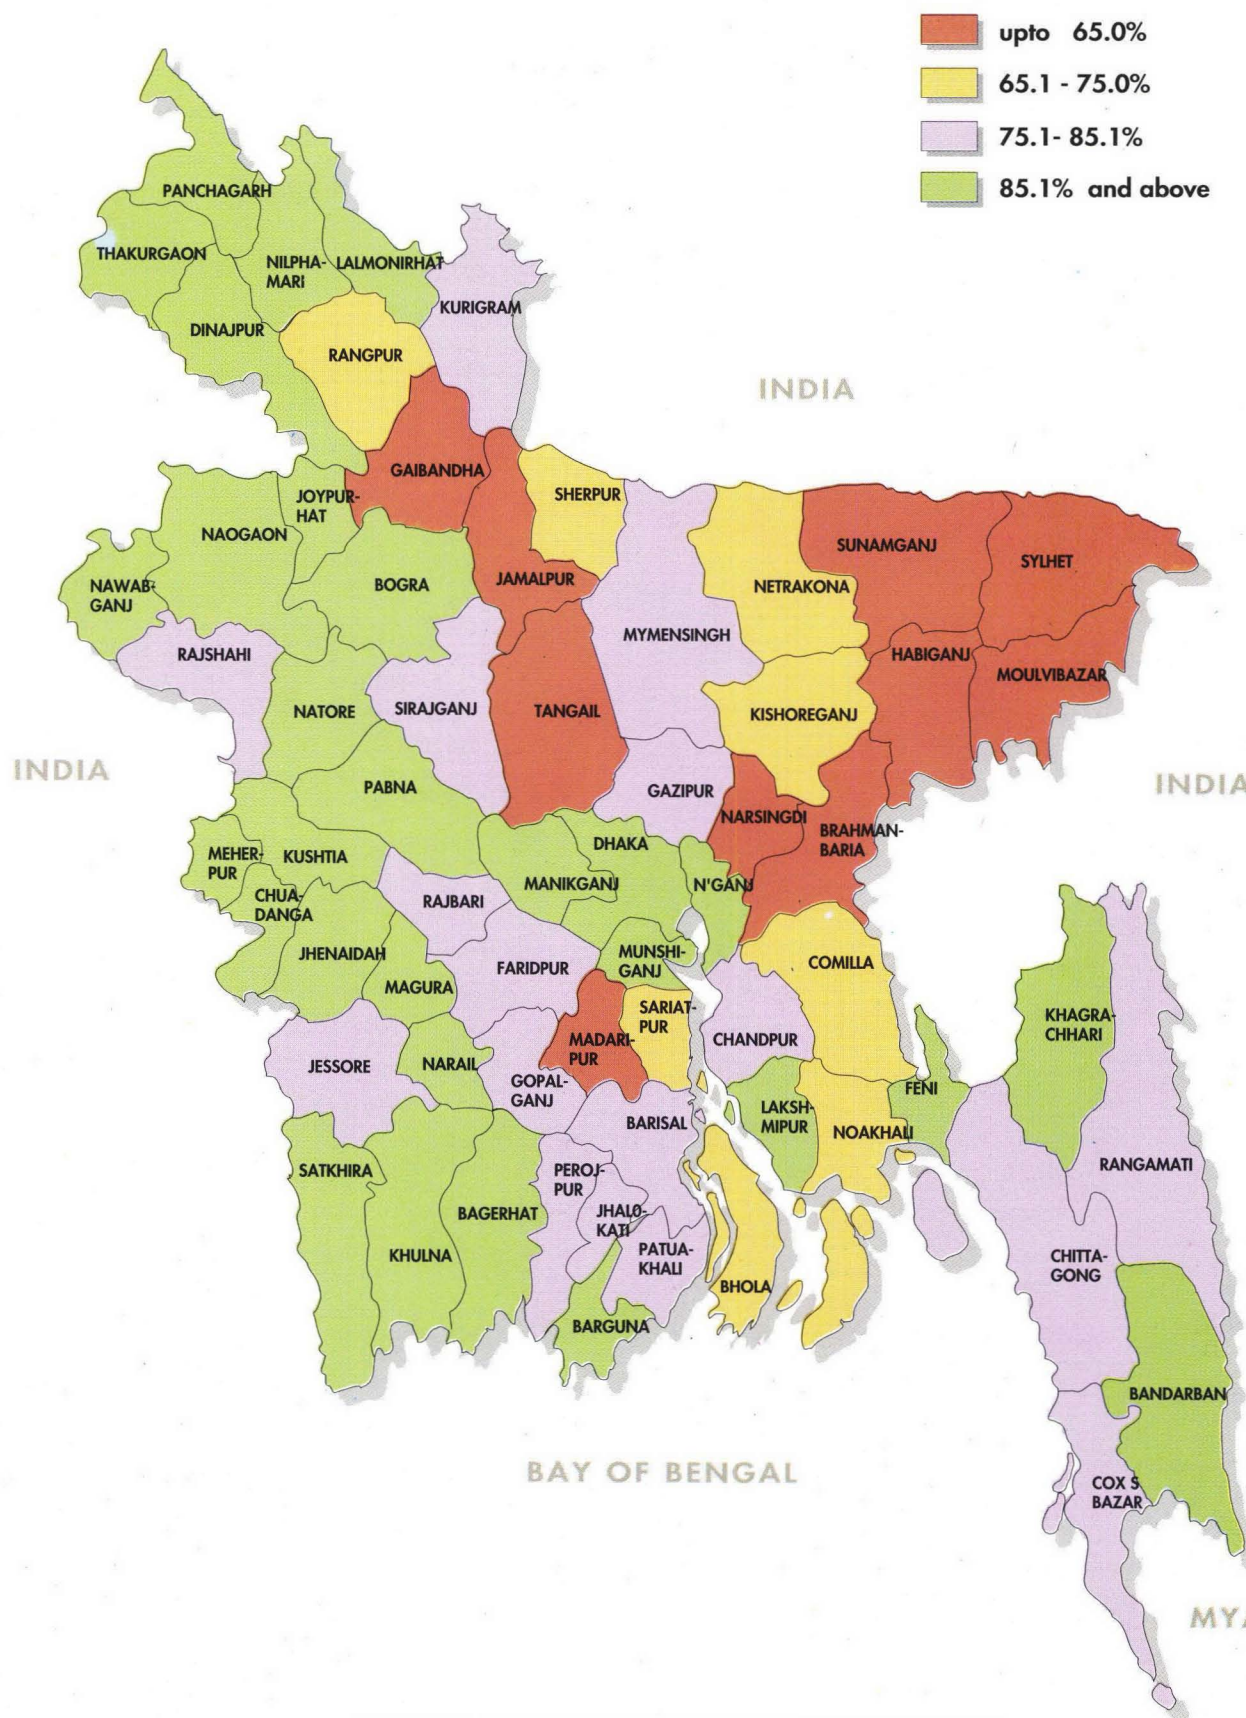 upto 65.0%
65.1 - 75.0%
75.1- 85.1%
85.1% and above
PANCHAGARH
THAKURGAON
NILPHA-
MARI
LALMONIRHAT
KURIGRAM
DINAJPUR
RANGPUR
INDIA
GAIBANDHA
JOYPUR-
HAT
SHERPUR
NAOGAON
SUNAMGANJ
SYLHET
NAWAB-
GANJ
BOGRA
JAMALPUR
NETRAKONA
MYMENSINGH
RAJSHAHI
HABIGANJ
MOULVIBAZAR
NATORE
SIRAJGANJ
TANGAIL
KISHOREGANJ
INDIA
INDIA
PABNA
GAZIPUR
NARSINGDI
BRAHMAN-
BARIA
MEHER-
PUR
KUSHTIA
DHAKA
MANIKGANJ
N'GANJ
CHUA-
DANGA
RAJBARI
JHENAIDAH
MAGURA
FARIDPUR
MUNSHI-
GANJ
COMILLA
SARIAT-
PUR
KHAGRA-
CHHARI
MADARI-
PUR
CHANDPUR
JESSORE
NARAIL
GOPAL-
GANJ
FENI
BARISAL
LAKSH-
MIPUR
NOAKHALI
SATKHIRA
PEROJ-
PUR
RANGAMATI
BAGERHAT
JHALO-
KATI
KHULNA
PATUA-
KHALI
CHITTA-
GONG
BHOLA
BARGUNA
BANDARBAN
BAY OF BENGAL
COX S
BAZAR